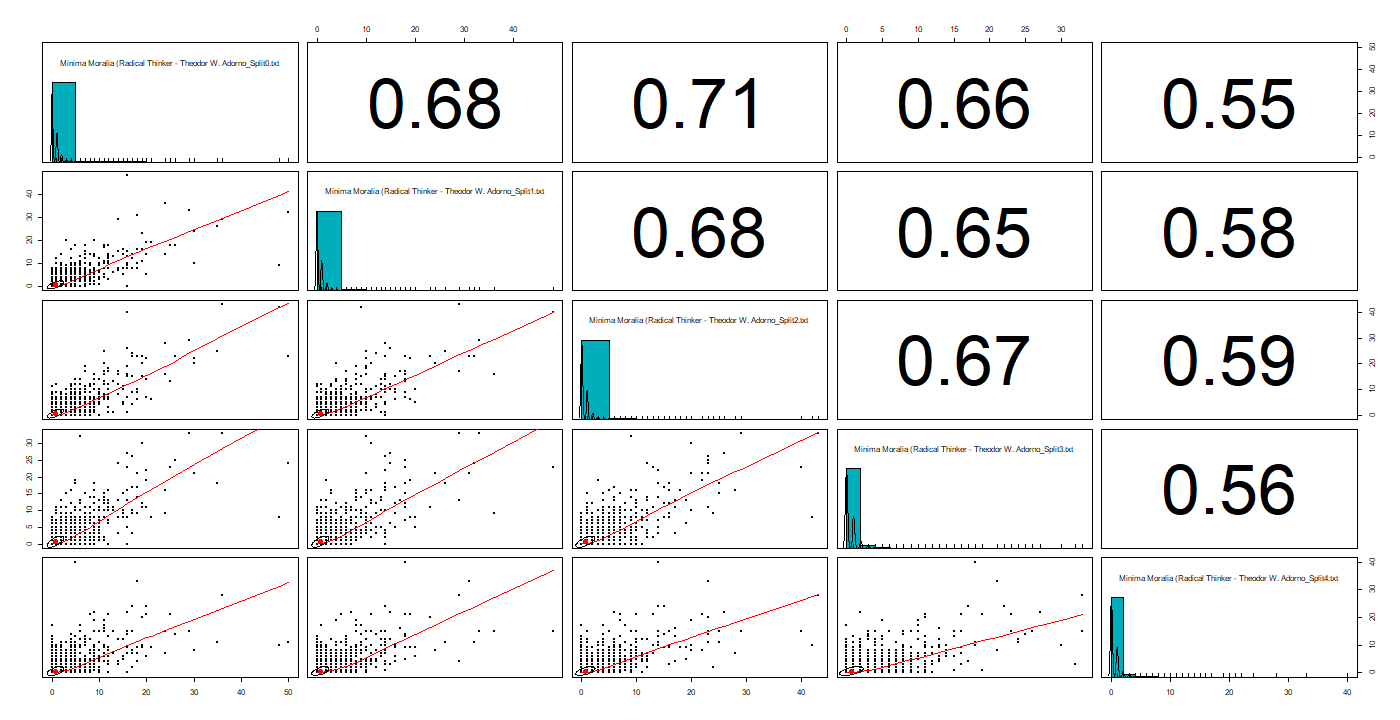 0 10 20 30 40
0 5 10 15 20 25 30
Minima Moralia (Radical Thinker - Theodor W. Adorno_Split0.txt
0.68
0.71
0.66
0.55
0 10 20 30 40 50
0 10 20 30 40
Minima Moralia (Radical Thinker - Theodor W. Adorno_Split1.txt
0.68
0.65
0.58
Minima Moralia (Radical Thinker - Theodor W. Adorno_Split2.txt
0.67
0.59
0 10 20 30 40
0 5 10 15 20 25 30
Minima Moralia (Radical Thinker - Theodor W. Adorno_Split3.txt
0.56
Minima Moralia (Radical Thinker - Theodor W. Adorno_Split4.txt
0 10 20 30 40
0 10 20 30 40 50
0 10 20 30 40
0 10 20 30 40